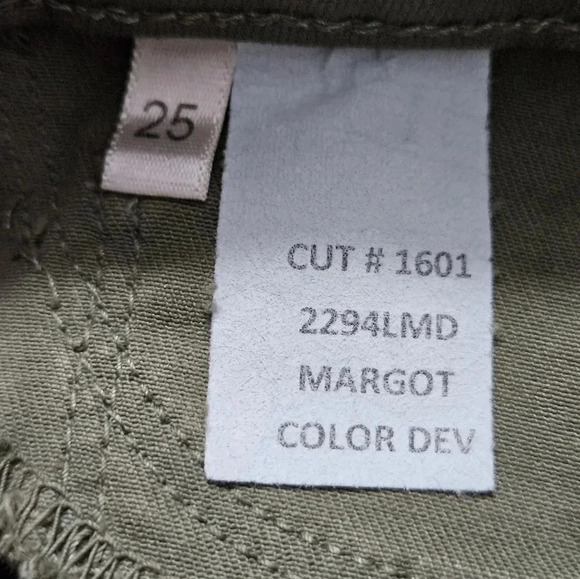 25
CUT # 1601
2294LMD
MARGOT
COLOR DEV